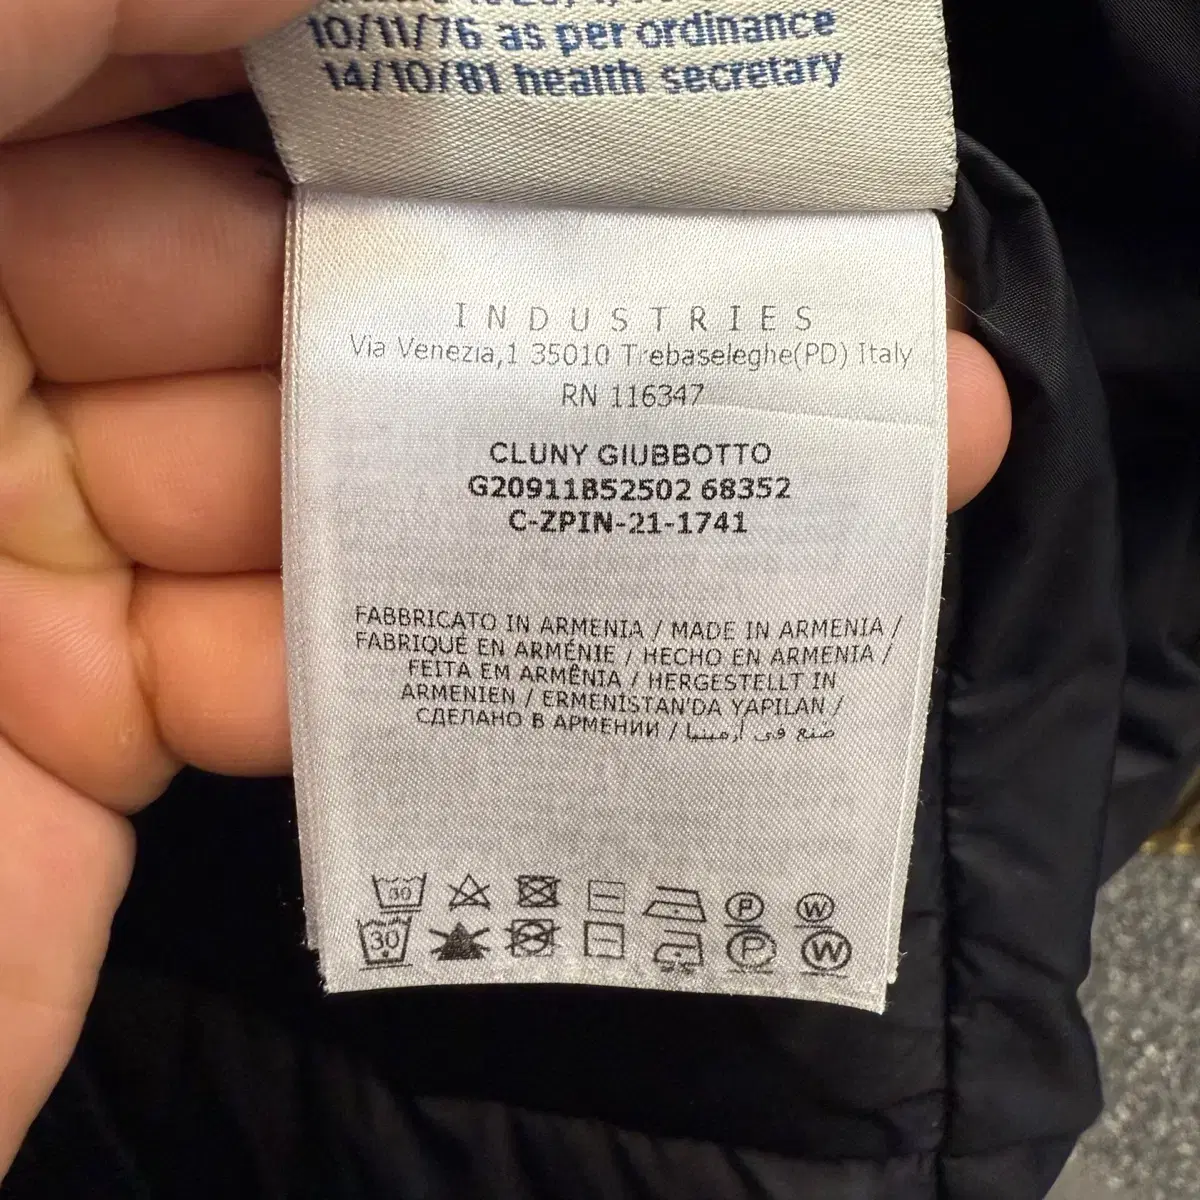 10/11/76 as per ordinance
14/10/81 health secretary
INDUSTRIES
Via Venezia,1 35010 Trebaseleghe(PD) Italy
RN 116347
CLUNY GIUBBOTTO
G20911B52502 68352
C-ZPIN-21-1741
FABBRICATO IN ARMENIA / MADE IN ARMENIA /
FABRIQUÉ EN ARMÉNIE / HECHO EN ARMENIA /
FEITA EM ARMÊNIA / HERGESTELLT IN
ARMENIEN / ERMENİSTAN'DA YAPILAN /
СДЕЛАНО В АРМЕНИИ / صنع في أرمينيا
30 P W
30 P W